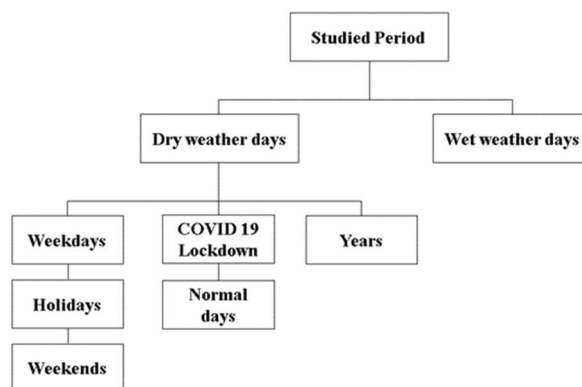 Studied Period
Dry weather days
Wet weather days
Weekdays
COVID 19
Lockdown
Years
Holidays
Normal
days
Weekends